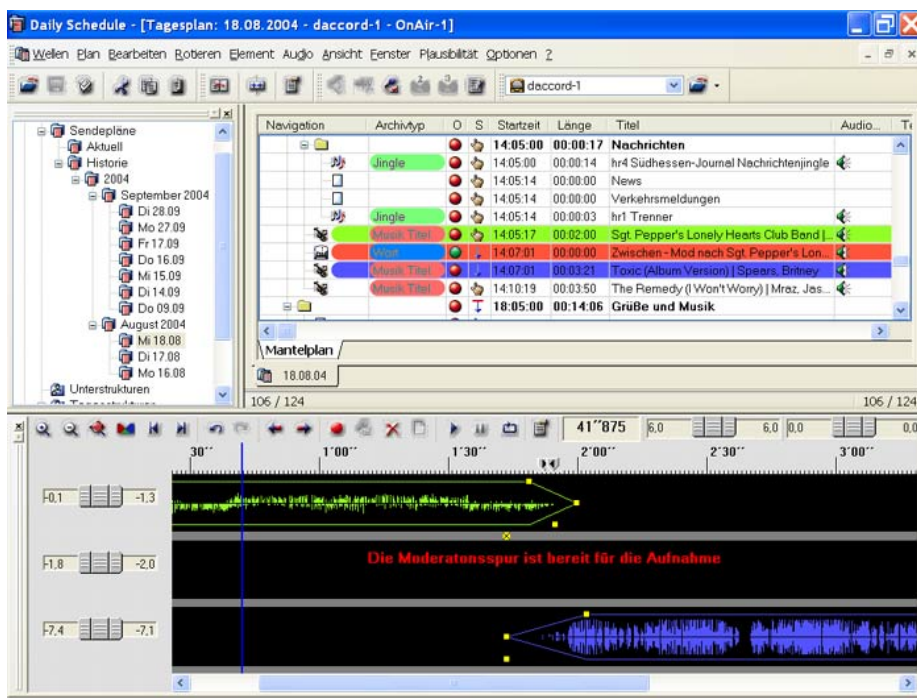 Daily Schedule - [Tagesplan: 18.08.2004 - daccord-1 - OnAir-1]
Wellen Plan Bearbeiten Rotieren Element Audio Ansicht Fenster Plausibilität Optionen ?
daccord-1
Sendepläne
Aktuell
Historie
2004
September 2004
Di 28.09
Mo 27.09
Fr 17.09
Do 16.09
Mi 15.09
Di 14.09
Do 09.09
August 2004
Mi 18.08
Di 17.08
Mo 16.08
Unterstrukturen
Navigation Archivtyp O S Startzeit Länge Titel Audio...
14:05:00 00:00:17 Nachrichten
Jingle 14:05:00 00:00:14 hr4 Südhessen-Journal Nachrichtenjingle
14:05:14 00:00:00 News
14:05:14 00:00:00 Verkehrsmeldungen
Jingle 14:05:14 00:00:03 hr1 Trenner
Musik Titel 14:05:17 00:02:00 Sgt. Pepper's Lonely Hearts Club Band |...
Wort 14:07:01 00:00:00 Zwischen - Mod nach Sgt. Pepper's Lon...
Musik Titel 14:07:01 00:03:21 Toxic (Album Version) | Spears, Britney
Musik Titel 14:10:19 00:03:50 The Remedy (I Won't Worry) | Mraz, Jas...
18:05:00 00:14:06 Grüße und Musik
Mantelplan
18.08.04
106 / 124 106 / 124
41''875 6,0 6,0 0,0 0,0
30'' 1'00'' 1'30'' 2'00'' 2'30'' 3'00''
-0,1 -1,3
-1,8 -2,0
Die Moderatonsspur ist bereit für die Aufnahme
-7,4 -7,1